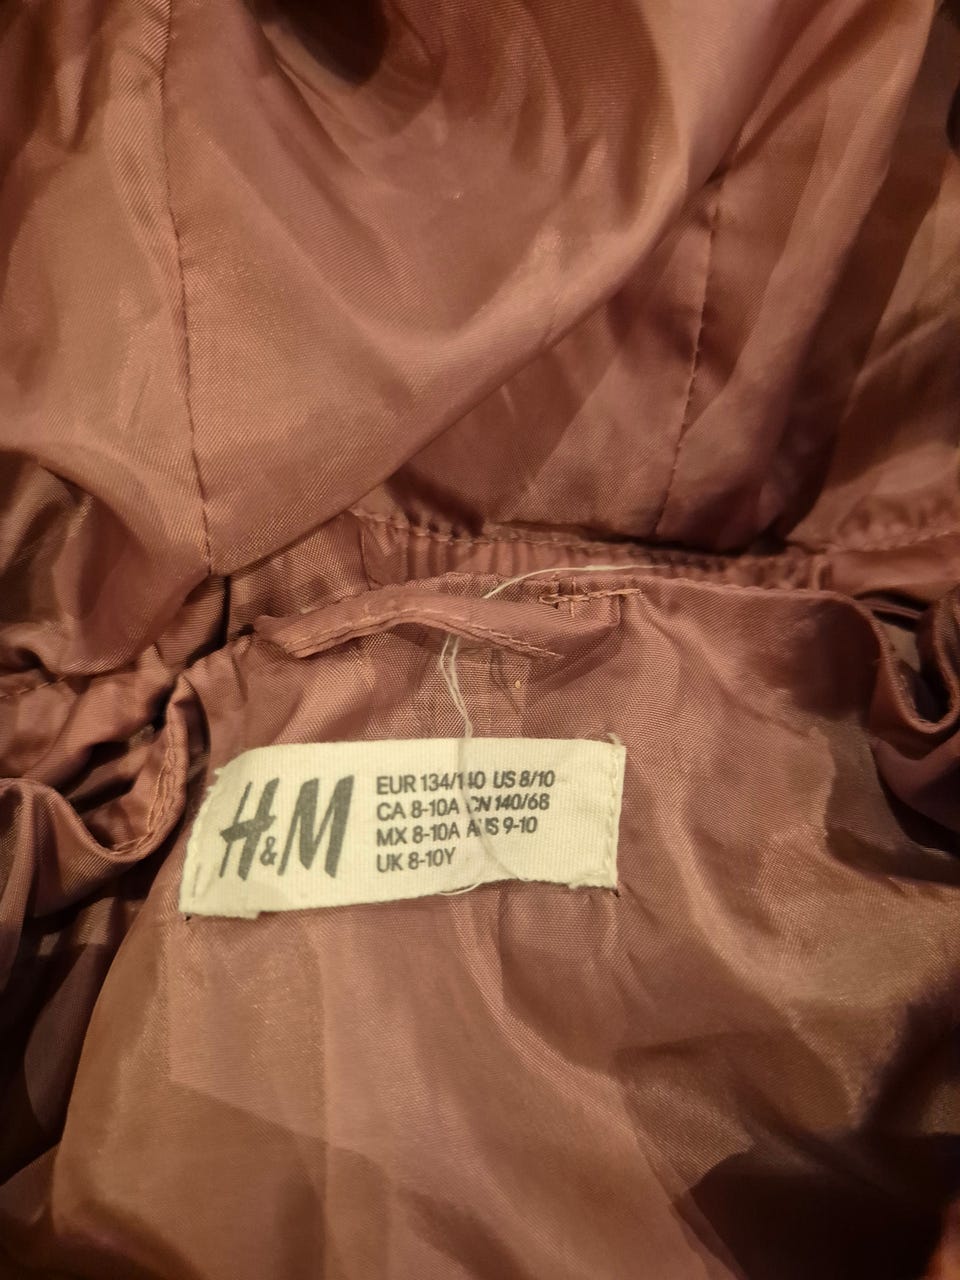 H&M
EUR 134/140 US 8/10
CA 8-10A CN 140/68
MX 8-10A AUS 9-10
UK 8-10Y